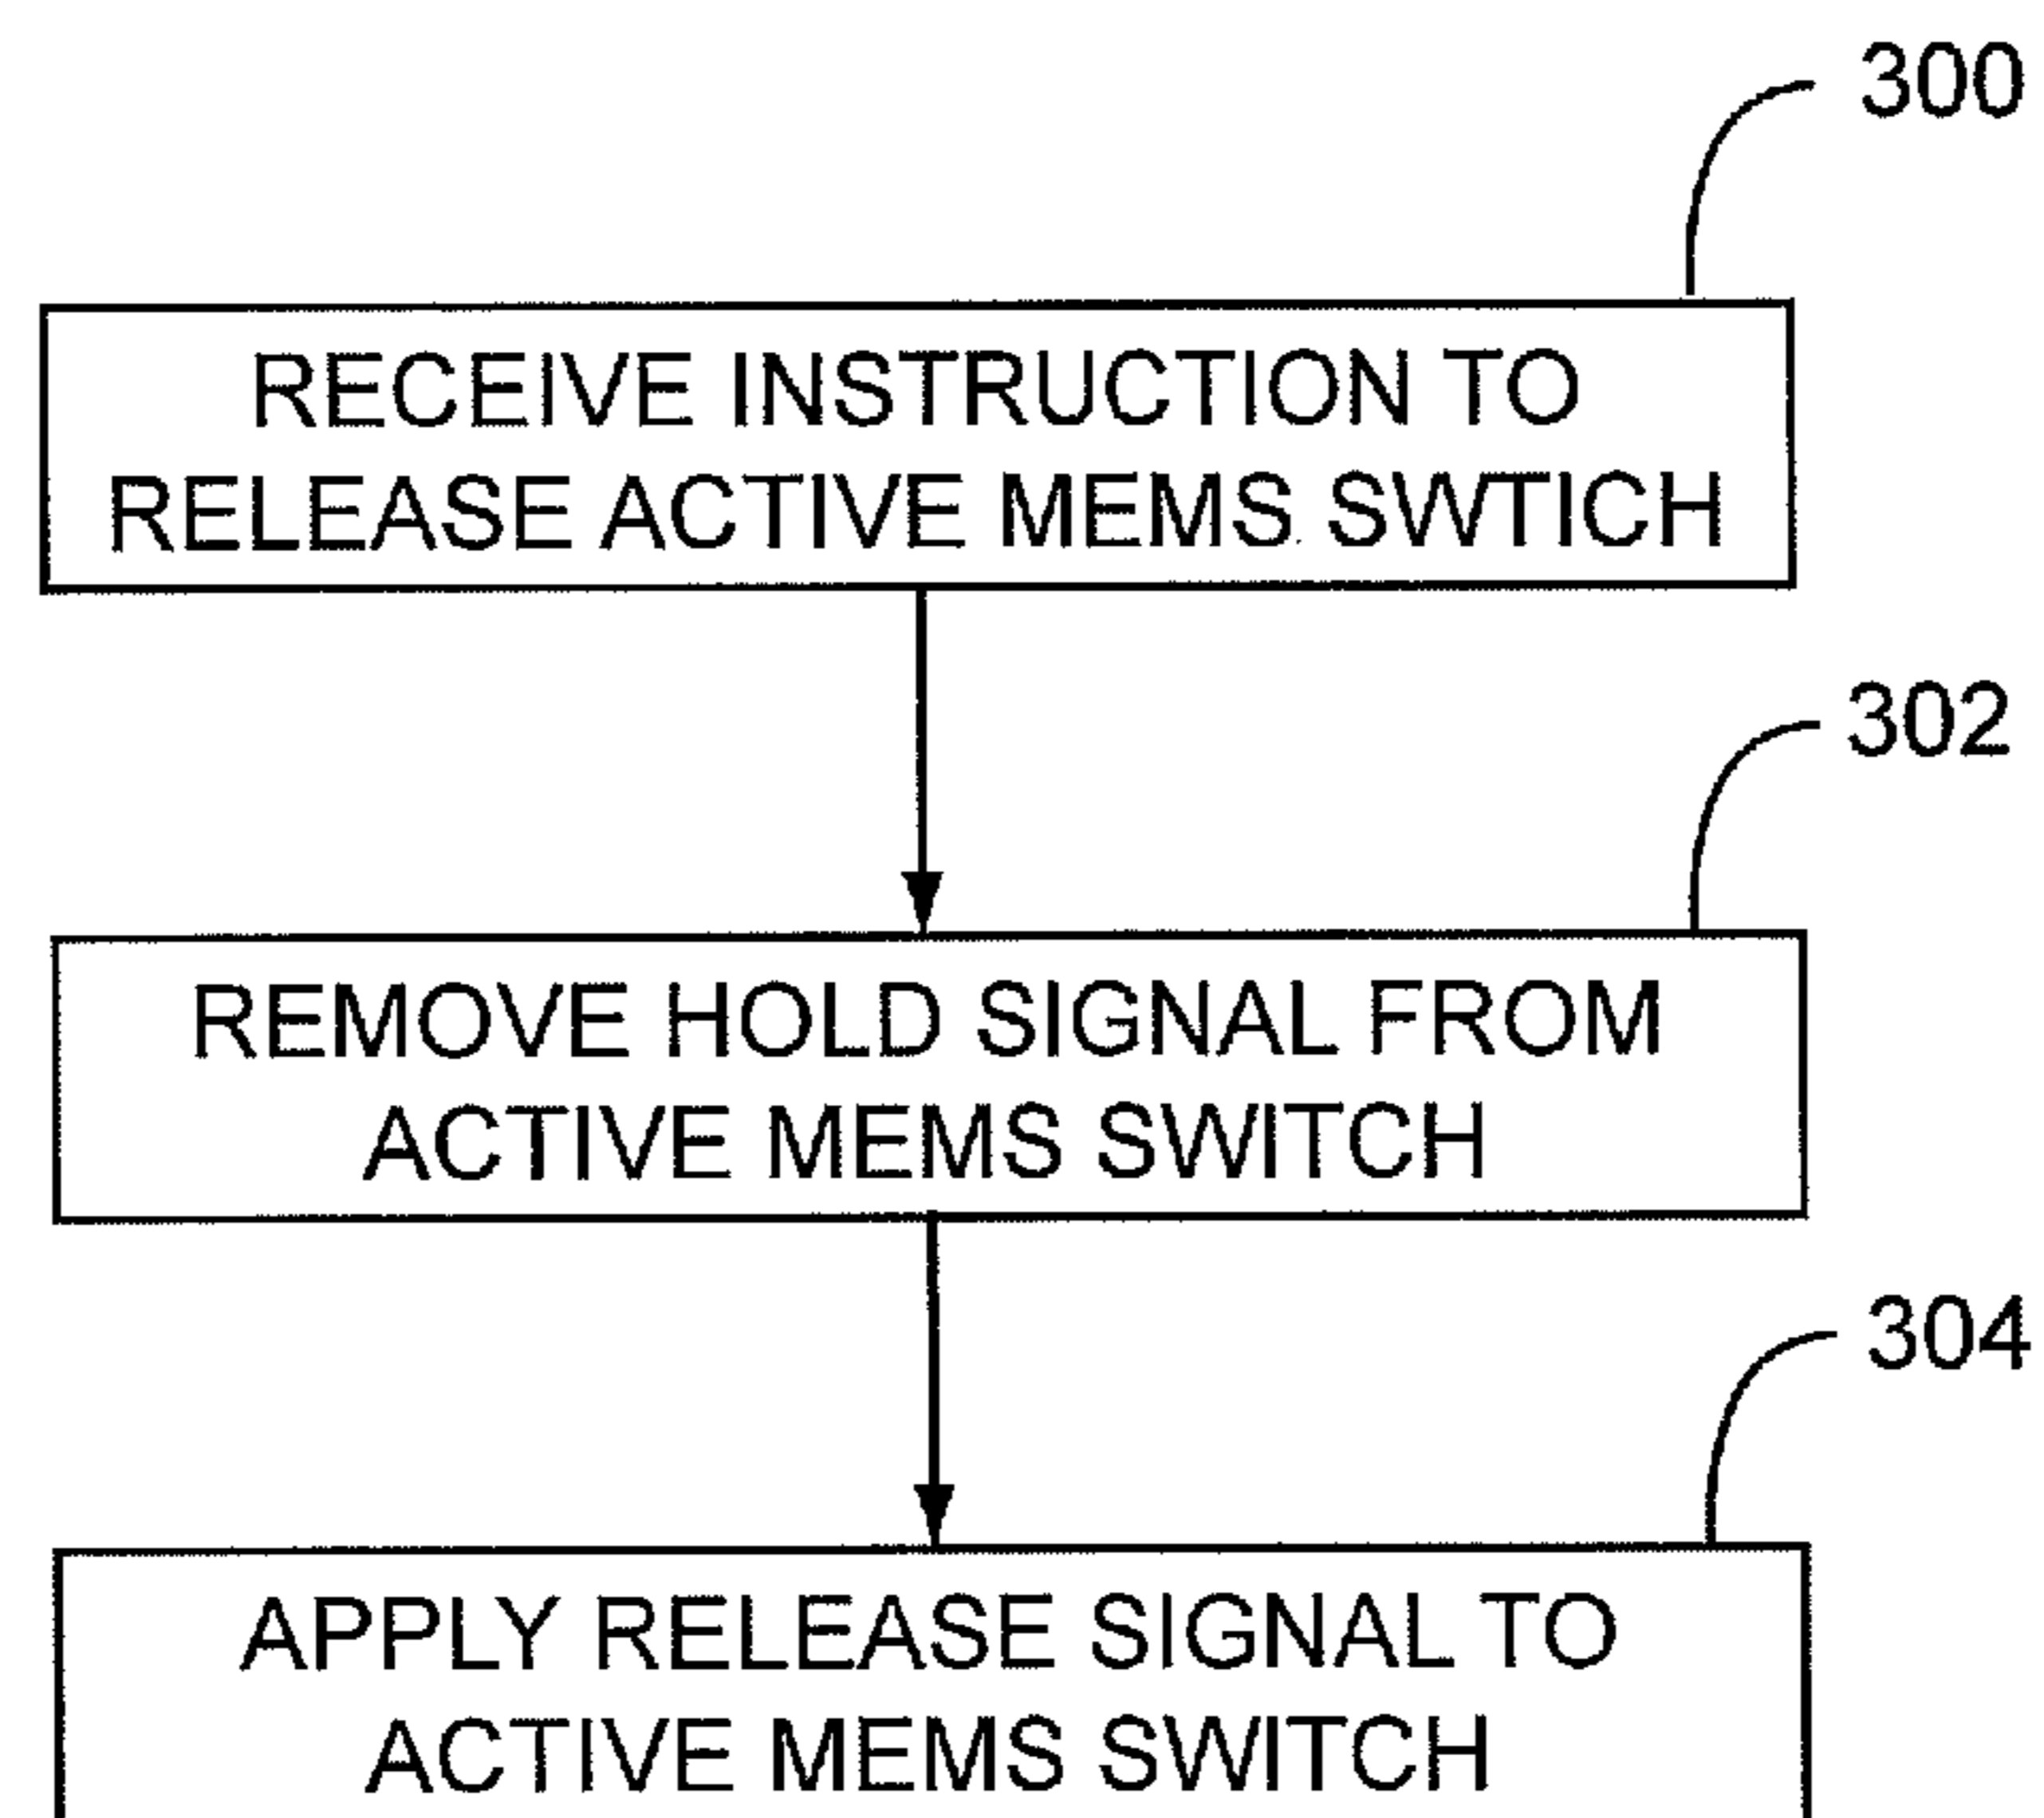 300
RECEIVE INSTRUCTION TO
RELEASE ACTIVE MEMS SWTICH
302
REMOVE HOLD SIGNAL FROM
ACTIVE MEMS SWITCH
304
APPLY RELEASE SIGNAL TO
ACTIVE MEMS SWITCH